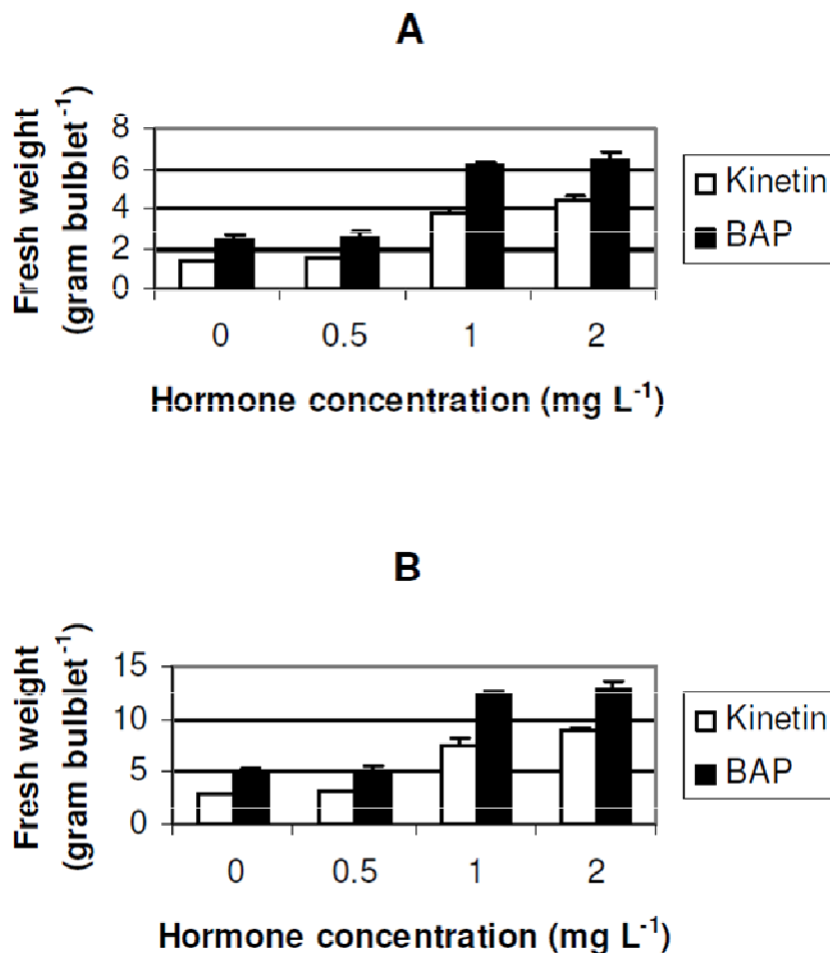 A
Fresh weight
(gram bulblet⁻¹)
8
6
4
2
0
0 0.5 1 2
Hormone concentration (mg L⁻¹)
Kinetin
BAP
B
Fresh weight
(gram bulblet⁻¹)
15
10
5
0
0 0.5 1 2
Hormone concentration (mg L⁻¹)
Kinetin
BAP